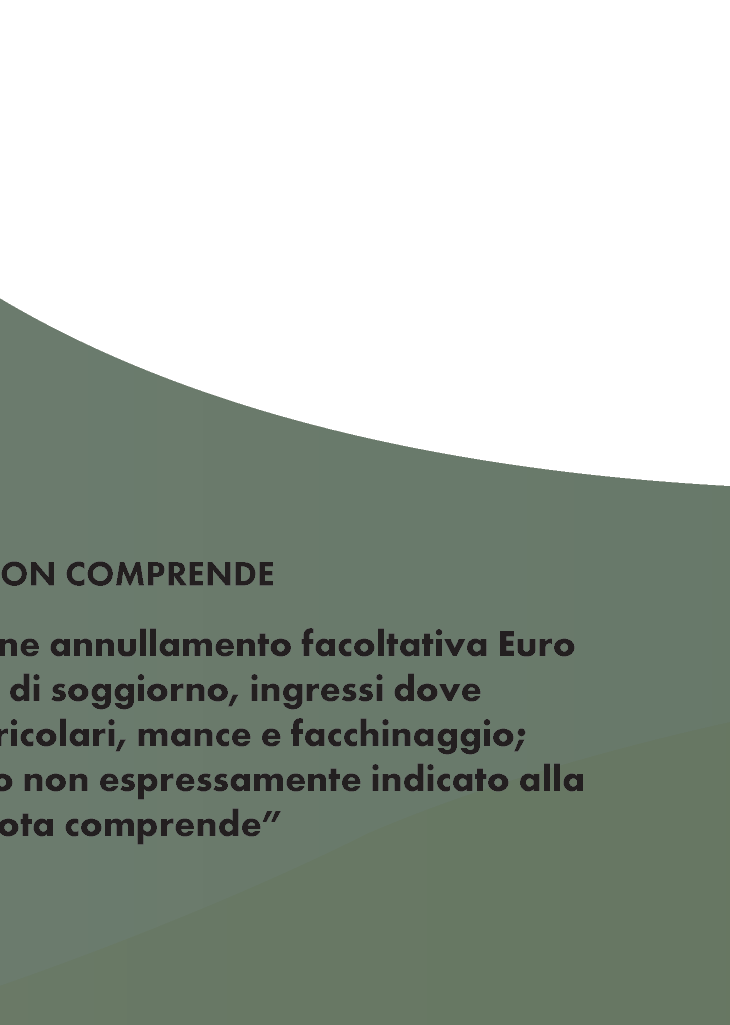 ON COMPRENDE
ne annullamento facoltativa Euro
di soggiorno, ingressi dove
ricolari, mance e facchinaggio;
o non espressamente indicato alla
ota comprende”